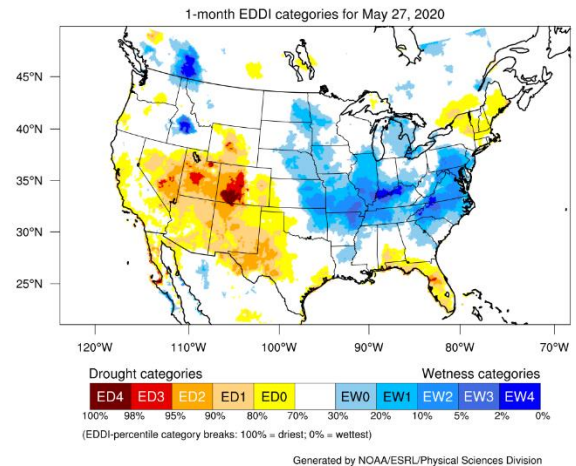 1-month EDDI categories for May 27, 2020
45°N
40°N
35°N
30°N
25°N
120°W 110°W 100°W 90°W 80°W 70°W
Drought categories Wetness categories
ED4 ED3 ED2 ED1 ED0 EW0 EW1 EW2 EW3 EW4
100% 98% 95% 90% 80% 70% 30% 20% 10% 5% 2% 0%
(EDDI-percentile category breaks: 100% = driest; 0% = wettest)
Generated by NOAA/ESRL/Physical Sciences Division